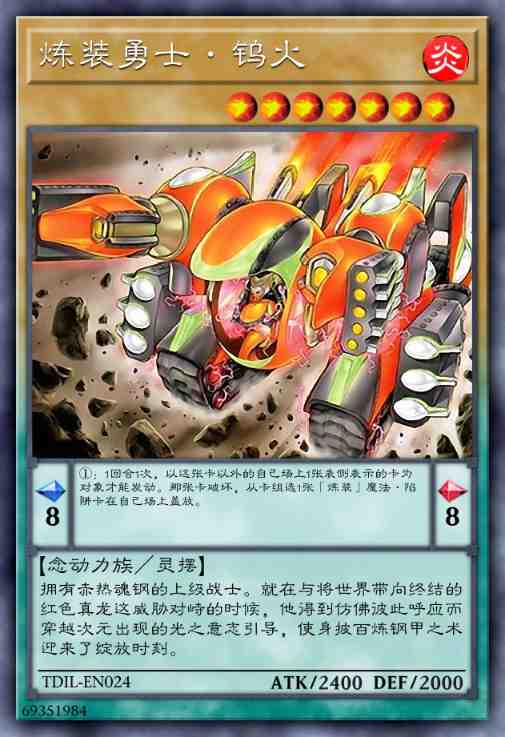 炼装勇士·钨火
炎
①：1回合1次，以这张卡以外的自己场上1张表侧表示的卡为
对象才能发动。那张卡破坏，从卡组选1张「炼装」魔法·陷
阱卡在自己场上盖放。
8
8
【念动力族／灵摆】
拥有赤热魂钢的上级战士。就在与将世界带向终结的
红色真龙这威胁对峙的时候，他得到仿佛彼此呼应而
穿越次元出现的光之意志引导，使身披百炼钢甲之术
迎来了绽放时刻。
TDIL-EN024
ATK/2400 DEF/2000
69351984